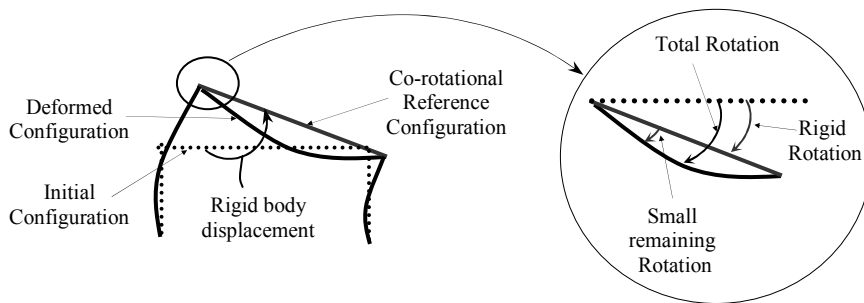 Deformed
Configuration
Initial
Configuration
Rigid body
displacement
Co-rotational
Reference
Configuration
Total Rotation
Rigid
Rotation
Small
remaining
Rotation